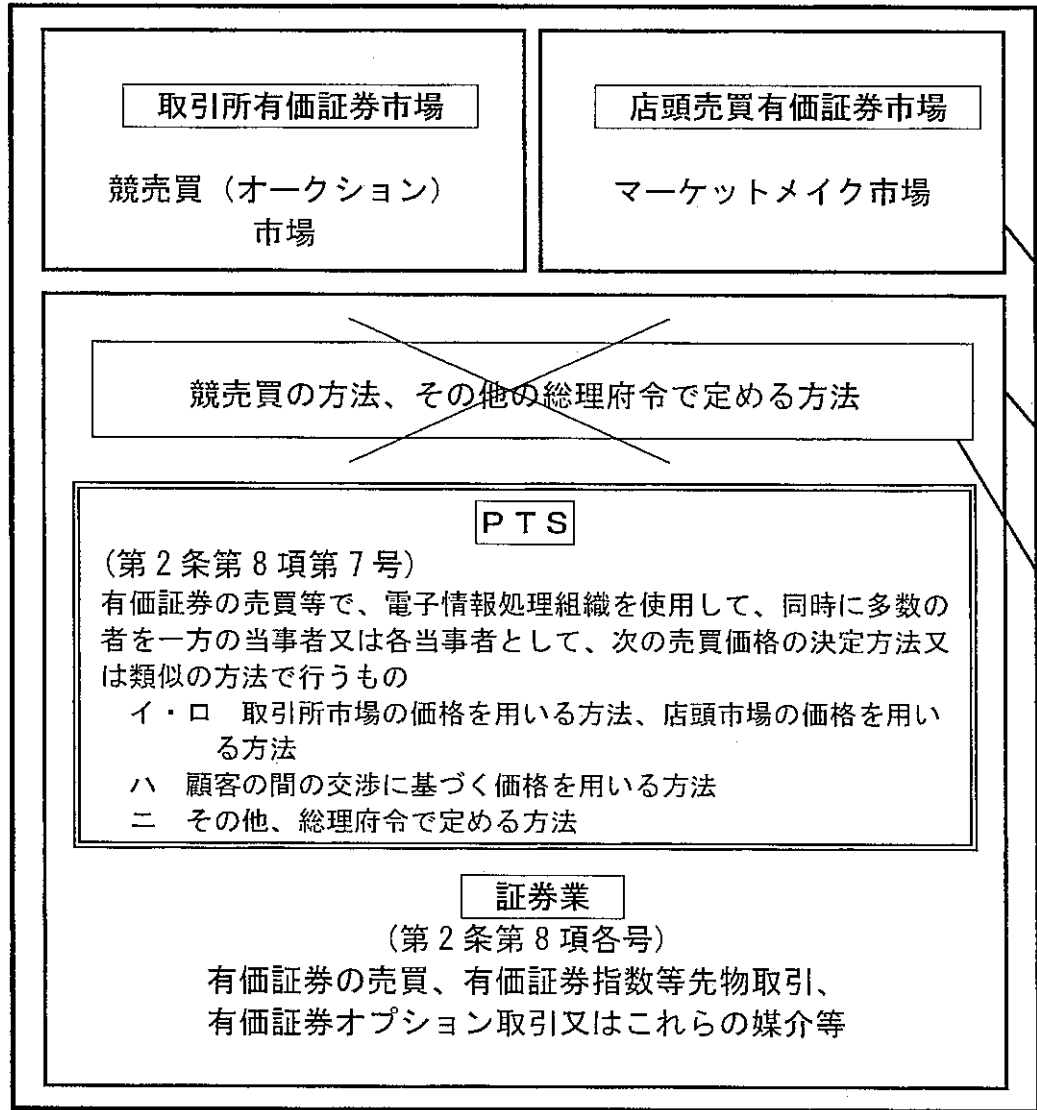 取引所有価証券市場
競売買（オークション）
市場
店頭売買有価証券市場
マーケットメイク市場
競売買の方法、その他の総理府令で定める方法
ＰＴＳ
(第２条第８項第７号)
有価証券の売買等で、電子情報処理組織を使用して、同時に多数の
者を一方の当事者又は各当事者として、次の売買価格の決定方法又
は類似の方法で行うもの
イ・ロ　取引所市場の価格を用いる方法、店頭市場の価格を用い
る方法
ハ　顧客の間の交渉に基づく価格を用いる方法
ニ　その他、総理府令で定める方法
証券業
(第２条第８項各号)
有価証券の売買、有価証券指数等先物取引、
有価証券オプション取引又はこれらの媒介等